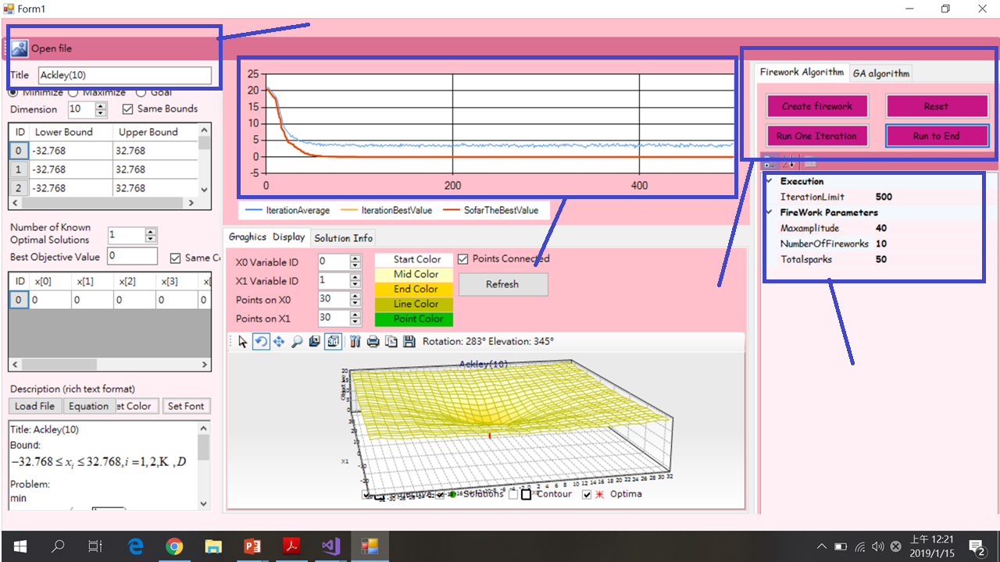 Form1
Open file
Title Ackley(10)
Minimize Maximize Goal
Dimension 10 Same Bounds
ID Lower Bound Upper Bound
0 -32.768 32.768
1 -32.768 32.768
2 -32.768 32.768
Number of Known
Optimal Solutions 1
Best Objective Value 0 Same Co
ID x[0] x[1] x[2] x[3]
0 0 0 0 0 0
Description (rich text format)
Load File Equation et Color Set Font
Title: Ackley(10)
Bound:
−32.768 ≤ xᵢ ≤ 32.768, i = 1, 2, K , D
Problem:
min
25
20
15
10
5
0
-5
0 200 400
IterationAverage IterationBestValue SofarTheBestValue
Graghics Display Solution Info
X0 Variable ID 0
X1 Variable ID 1
Points on X0 30
Points on X1 30
Start Color
Mid Color
End Color
Line Color
Point Color
Points Connected
Refresh
Rotation: 283° Elevation: 345°
Ackley(10)
X1
Solutions Contour Optima
Firework Algorithm GA algorithm
Create firework Reset
Run One Iteration Run to End
Execution
IterationLimit 500
FireWork Parameters
Maxamplitude 40
NumberOfFireworks 10
Totalsparks 50
上午 12:21
2019/1/15
2